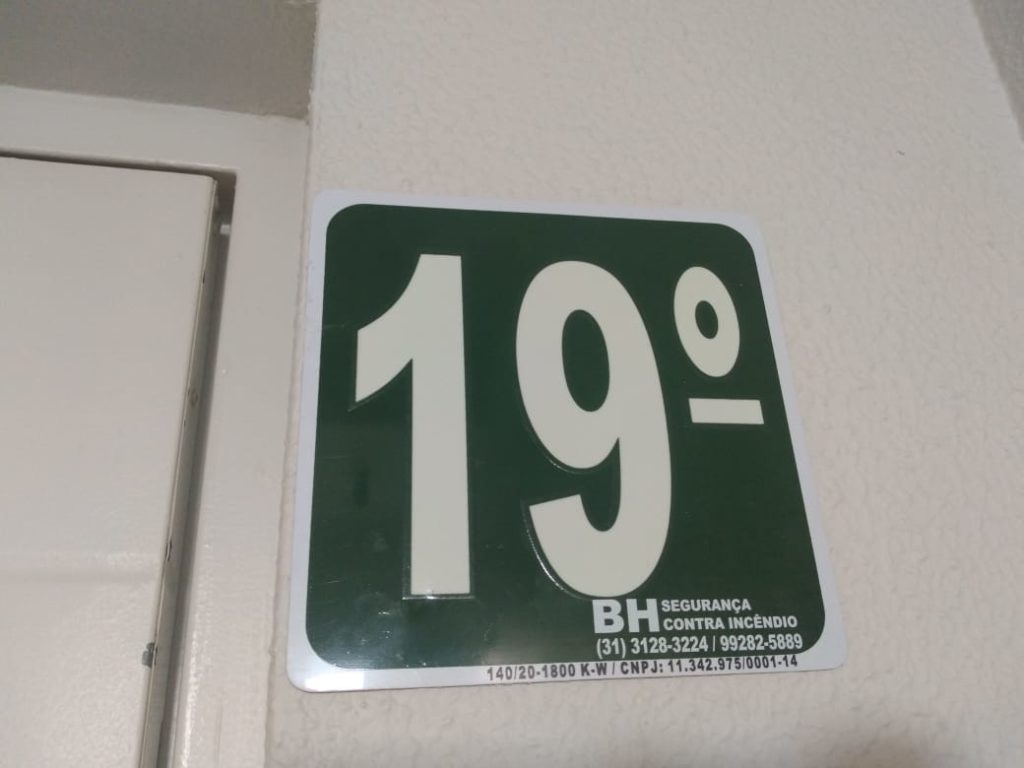 19º
BH SEGURANÇA
CONTRA INCÊNDIO
(31) 3128-3224 / 99282-5889
140/20-1800 K-W / CNPJ: 11.342.975/0001-14